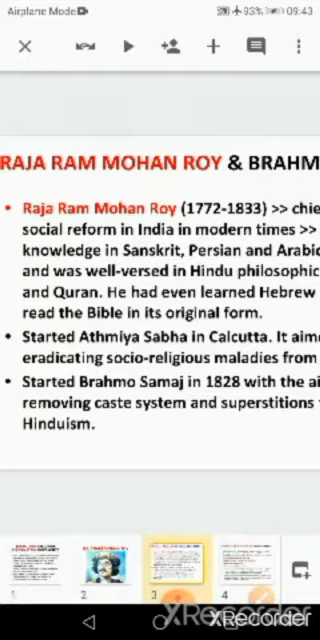 Airplane Mode 93% 09:43
RAJA RAM MOHAN ROY & BRAHM
• Raja Ram Mohan Roy (1772-1833) >> chie
social reform in India in modern times >>
knowledge in Sanskrit, Persian and Arabic
and was well-versed in Hindu philosophic
and Quran. He had even learned Hebrew
read the Bible in its original form.
• Started Athmiya Sabha in Calcutta. It aime
eradicating socio-religious maladies from
• Started Brahmo Samaj in 1828 with the ai
removing caste system and superstitions
Hinduism.
1 2 3 4
XRecorder
XRecorder